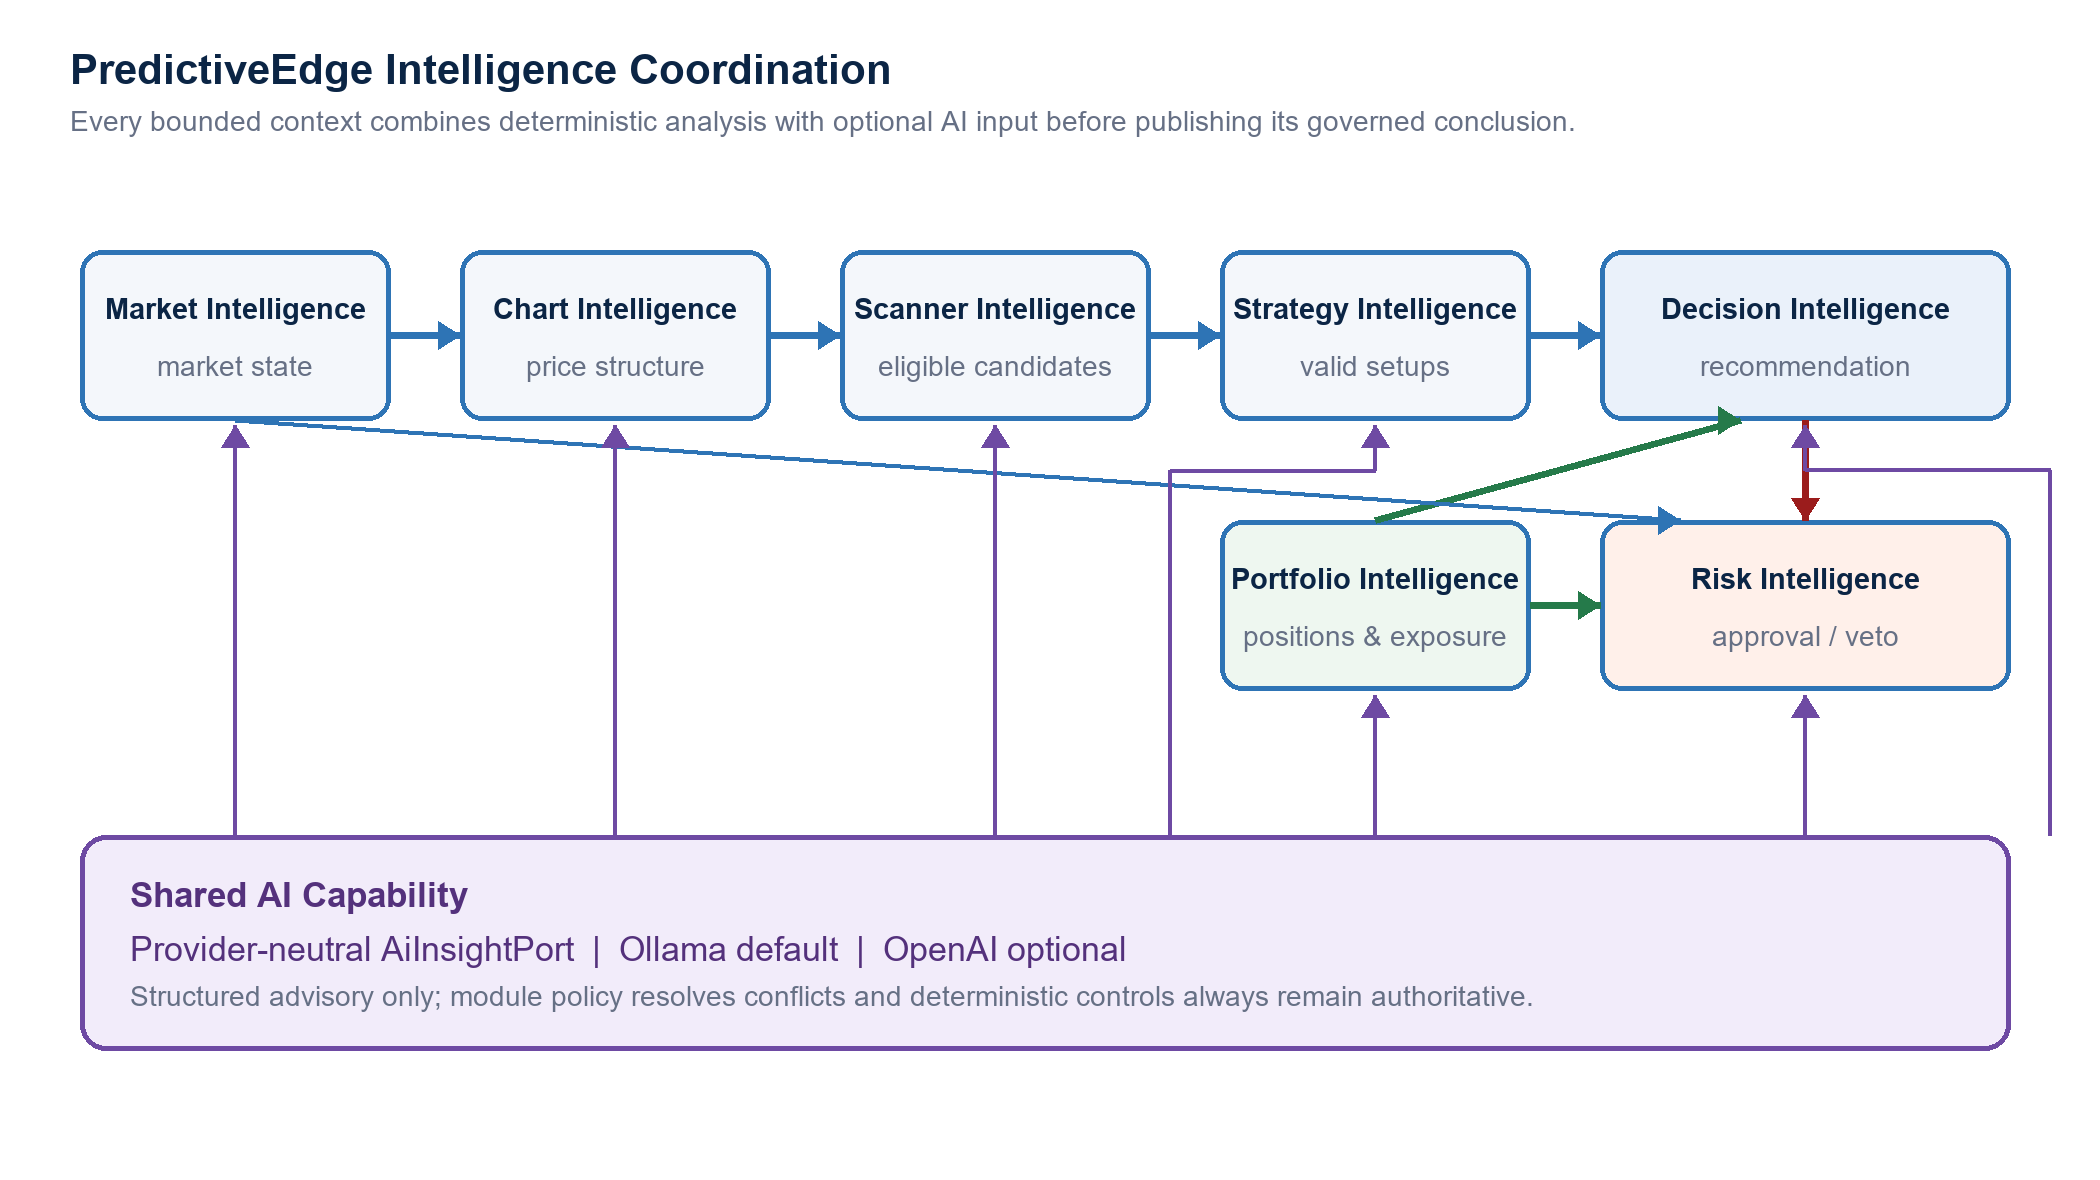 PredictiveEdge Intelligence Coordination
Every bounded context combines deterministic analysis with optional AI input before publishing its governed conclusion.
Market Intelligence
market state
Chart Intelligence
price structure
Scanner Intelligence
eligible candidates
Strategy Intelligence
valid setups
Decision Intelligence
recommendation
Portfolio Intelligence
positions & exposure
Risk Intelligence
approval / veto
Shared AI Capability
Provider-neutral AiInsightPort | Ollama default | OpenAI optional
Structured advisory only; module policy resolves conflicts and deterministic controls always remain authoritative.